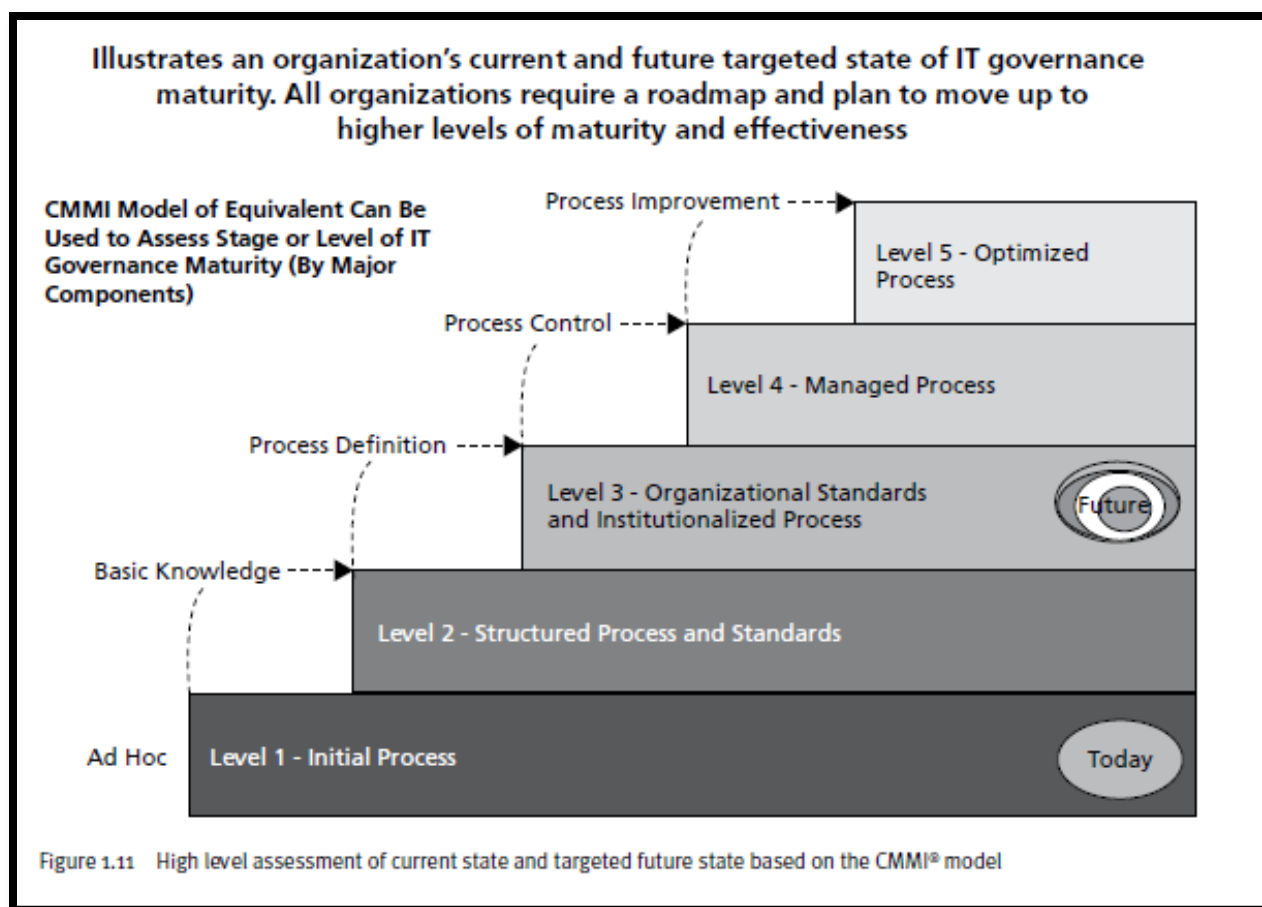 Illustrates an organization's current and future targeted state of IT governance
maturity. All organizations require a roadmap and plan to move up to
higher levels of maturity and effectiveness
CMMI Model of Equivalent Can Be
Used to Assess Stage or Level of IT
Governance Maturity (By Major
Components)
Process Improvement
Level 5 - Optimized
Process
Process Control
Level 4 - Managed Process
Process Definition
Level 3 - Organizational Standards
and Institutionalized Process
Future
Basic Knowledge
Level 2 - Structured Process and Standards
Ad Hoc
Level 1 - Initial Process
Today
Figure 1.11 High level assessment of current state and targeted future state based on the CMMI® model